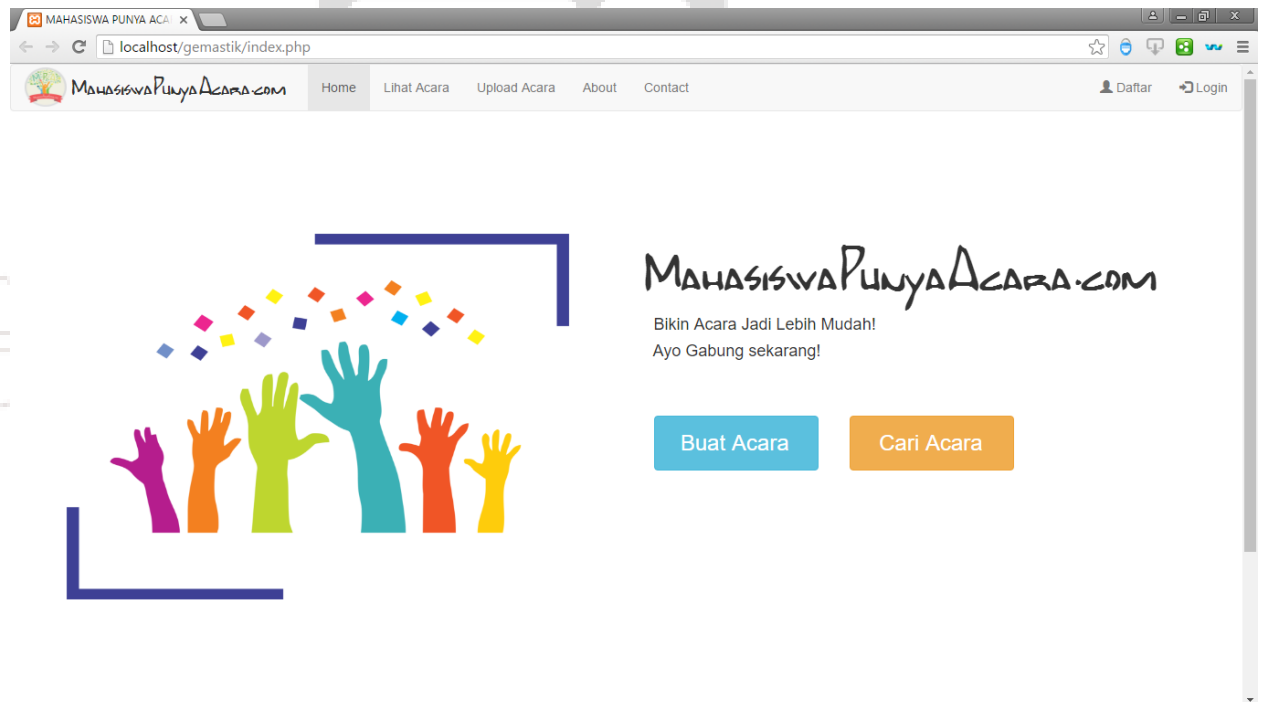 MAHASISWA PUNYA ACA
localhost/gemastik/index.php
MahasiswaPunyaAcara.com Home Lihat Acara Upload Acara About Contact Daftar Login
MahasiswaPunyaAcara.com
Bikin Acara Jadi Lebih Mudah!
Ayo Gabung sekarang!
Buat Acara Cari Acara